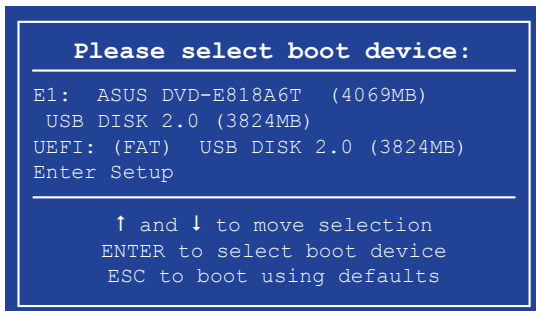 Please select boot device:
E1: ASUS DVD-E818A6T (4069MB)
USB DISK 2.0 (3824MB)
UEFI: (FAT) USB DISK 2.0 (3824MB)
Enter Setup
↑ and ↓ to move selection
ENTER to select boot device
ESC to boot using defaults